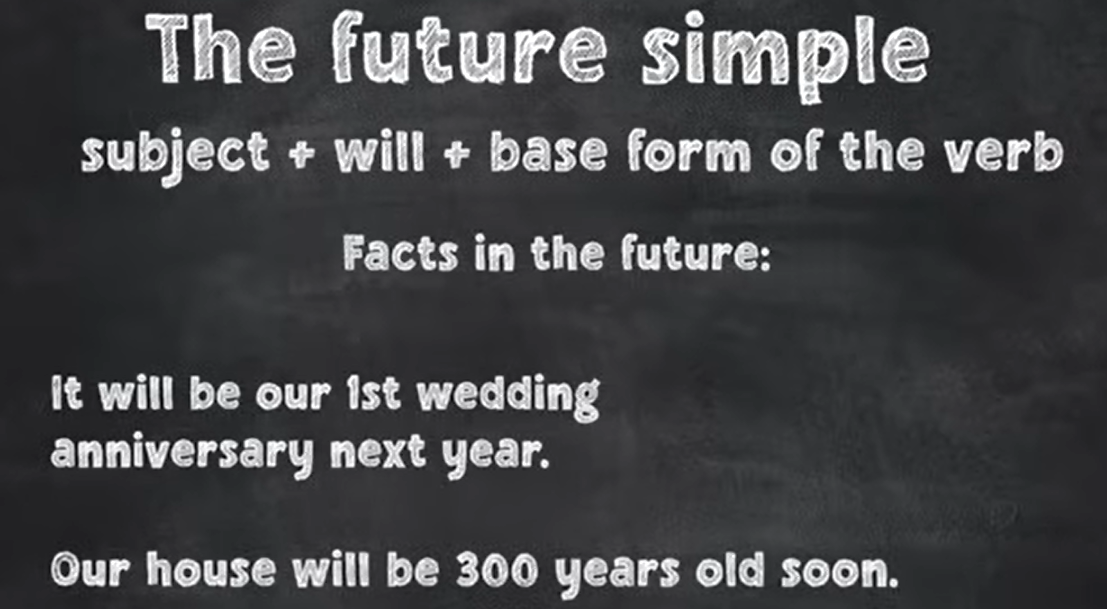 The future simple
subject + will + base form of the verb
Facts in the future:
It will be our 1st wedding
anniversary next year.
Our house will be 300 years old soon.